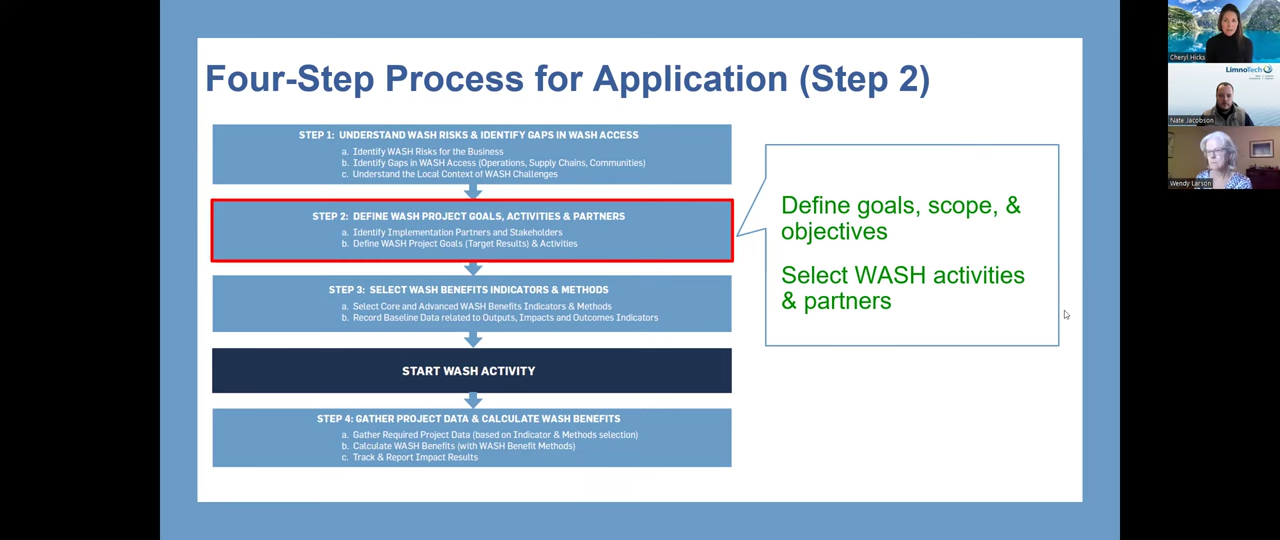 Four-Step Process for Application (Step 2)
STEP 1: UNDERSTAND WASH RISKS & IDENTIFY GAPS IN WASH ACCESS
a. Identify WASH Risks for the Business
b. Identify Gaps in WASH Access (Operations, Supply Chains, Communities)
c. Understand the Local Context of WASH Challenges
STEP 2: DEFINE WASH PROJECT GOALS, ACTIVITIES & PARTNERS
a. Identify Implementation Partners and Stakeholders
b. Define WASH Project Goals (Target Results) & Activities
STEP 3: SELECT WASH BENEFITS INDICATORS & METHODS
a. Select Core and Advanced WASH Benefits Indicators & Methods
b. Record Baseline Data related to Outputs, Impacts and Outcomes Indicators
START WASH ACTIVITY
STEP 4: GATHER PROJECT DATA & CALCULATE WASH BENEFITS
a. Gather Required Project Data (based on Indicator & Methods selection)
b. Calculate WASH Benefits (with WASH Benefit Methods)
c. Track & Report Impact Results
Define goals, scope, &
objectives
Select WASH activities
& partners
Cheryl Hicks
LimnoTech
Nate Jacobson
Wendy Larson